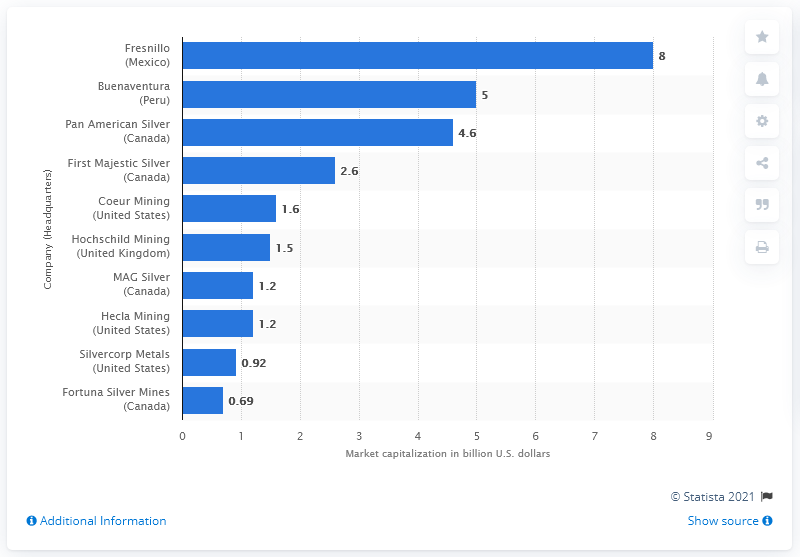 Company (Headquarters)
Fresnillo
(Mexico)
8
Buenaventura
(Peru)
5
Pan American Silver
(Canada)
4.6
First Majestic Silver
(Canada)
2.6
Coeur Mining
(United States)
1.6
Hochschild Mining
(United Kingdom)
1.5
MAG Silver
(Canada)
1.2
Hecla Mining
(United States)
1.2
Silvercorp Metals
(United States)
0.92
Fortuna Silver Mines
(Canada)
0.69
0 1 2 3 4 5 6 7 8 9
Market capitalization in billion U.S. dollars
© Statista 2021
Additional Information
Show source